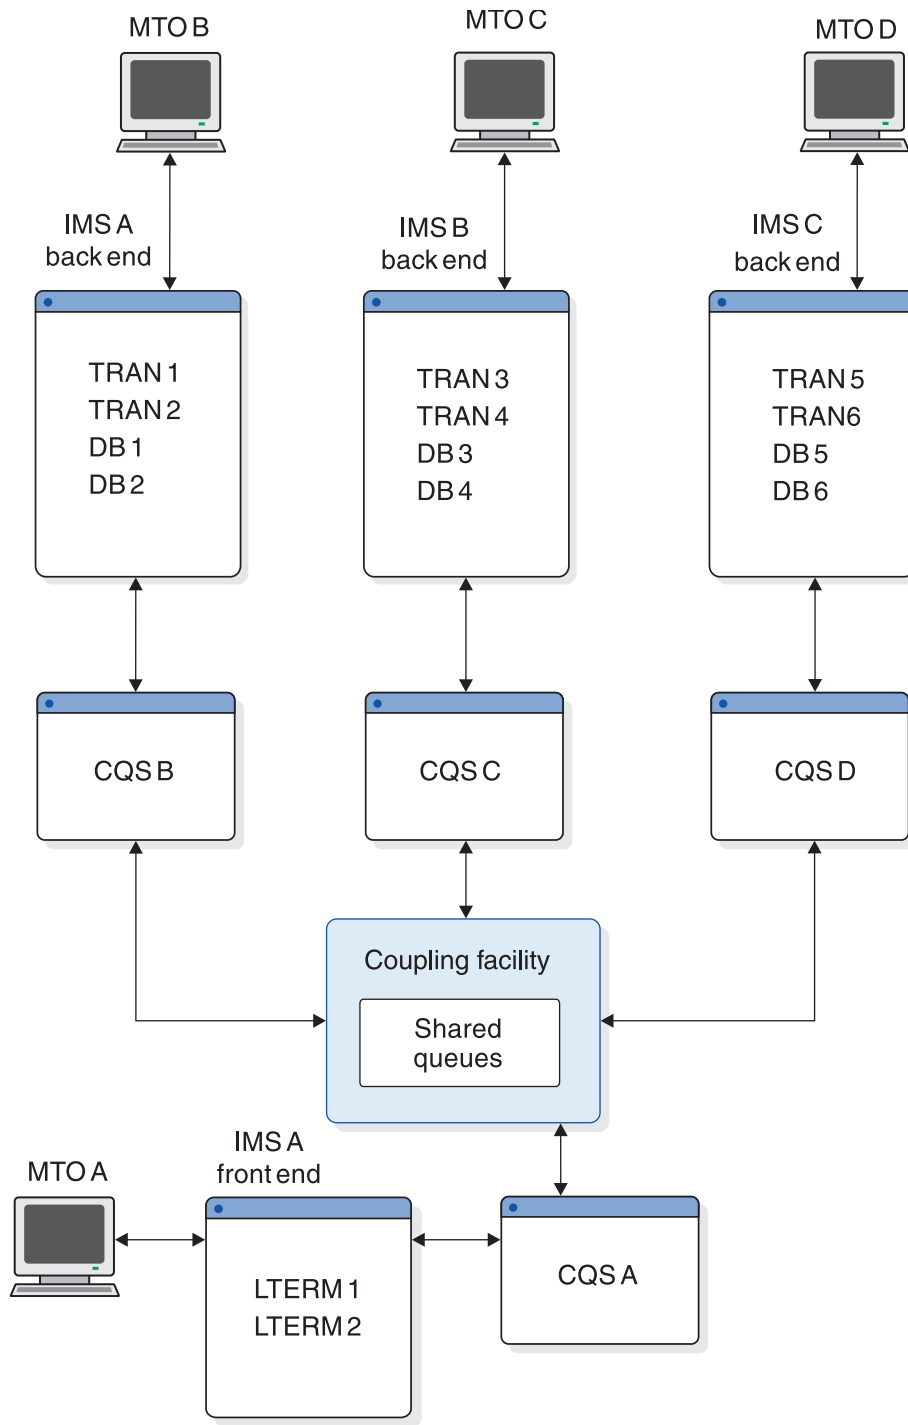 MTO B
MTO C
MTO D
IMS A
back end
IMS B
back end
IMS C
back end
TRAN 1
TRAN 2
DB 1
DB 2
TRAN 3
TRAN 4
DB 3
DB 4
TRAN 5
TRAN6
DB 5
DB 6
CQS B
CQS C
CQS D
Coupling facility
Shared
queues
MTO A
IMS A
front end
LTERM 1
LTERM 2
CQS A